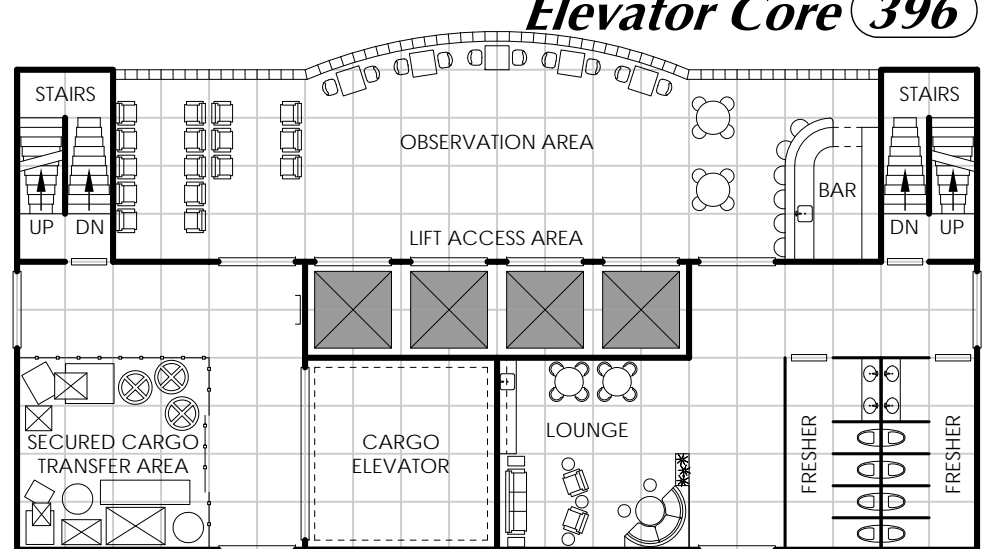 Elevator Core 396
STAIRS
STAIRS
OBSERVATION AREA
BAR
UP
DN
DN
UP
LIFT ACCESS AREA
SECURED CARGO
TRANSFER AREA
CARGO
ELEVATOR
LOUNGE
FRESHER
FRESHER